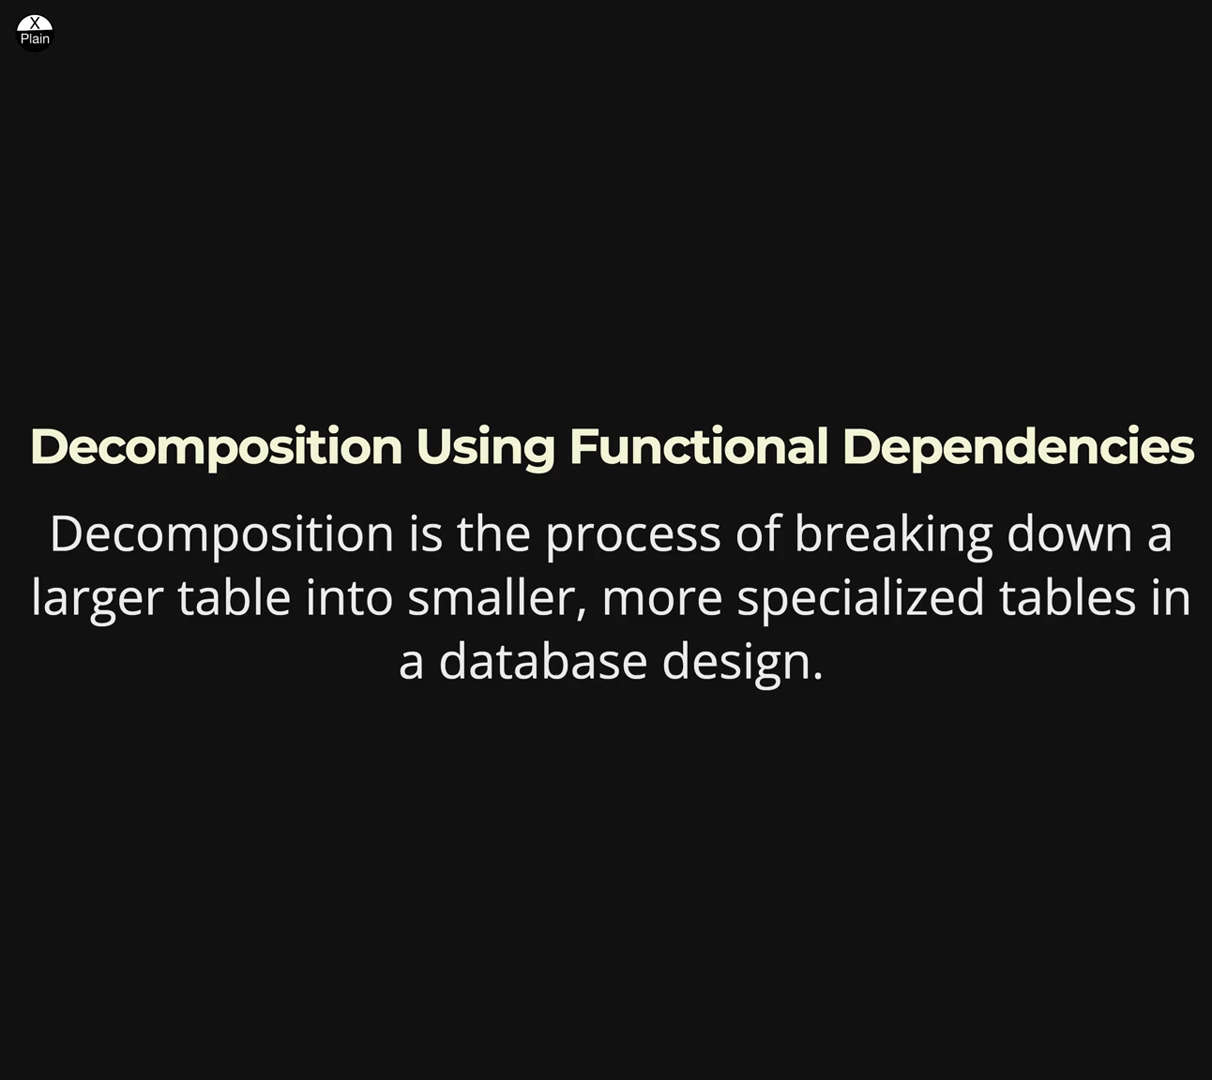 X
Plain
Decomposition Using Functional Dependencies
Decomposition is the process of breaking down a
larger table into smaller, more specialized tables in
a database design.